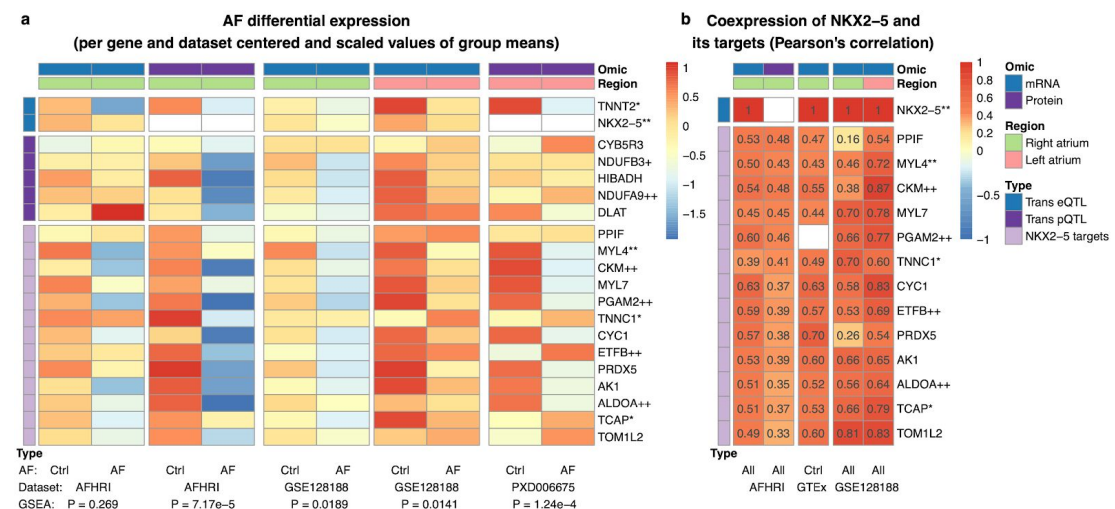 a
AF differential expression
(per gene and dataset centered and scaled values of group means)
Omic
Region
TNNT2*
NKX2−5**
CYB5R3
NDUFB3+
HIBADH
NDUFA9++
DLAT
PPIF
MYL4**
CKM++
MYL7
PGAM2++
TNNC1*
CYC1
ETFB++
PRDX5
AK1
ALDOA++
TCAP*
TOM1L2
1
0.5
0
−0.5
−1
−1.5
Type
AF: Ctrl AF Ctrl AF Ctrl AF Ctrl AF Ctrl AF
Dataset: AFHRI AFHRI GSE128188 GSE128188 PXD006675
GSEA: P = 0.269 P = 7.17e−5 P = 0.0189 P = 0.0141 P = 1.24e−4
b
Coexpression of NKX2−5 and
its targets (Pearson's correlation)
Omic
Region
1 1 1 1 NKX2−5**
0.53 0.48 0.47 0.16 0.54 PPIF
0.50 0.43 0.43 0.46 0.72 MYL4**
0.54 0.48 0.55 0.38 0.87 CKM++
0.45 0.45 0.44 0.70 0.78 MYL7
0.60 0.46 0.66 0.77 PGAM2++
0.39 0.41 0.49 0.70 0.60 TNNC1*
0.63 0.37 0.63 0.58 0.83 CYC1
0.59 0.39 0.57 0.53 0.69 ETFB++
0.57 0.38 0.70 0.26 0.54 PRDX5
0.53 0.39 0.60 0.66 0.65 AK1
0.51 0.35 0.52 0.56 0.64 ALDOA++
0.51 0.37 0.53 0.66 0.79 TCAP*
0.49 0.33 0.60 0.81 0.83 TOM1L2
Type
All All Ctrl All All
AFHRI GTEx GSE128188
1
0.8
0.6
0.4
0.2
0
−0.5
−1
Omic
mRNA
Protein
Region
Right atrium
Left atrium
Type
Trans eQTL
Trans pQTL
NKX2−5 targets